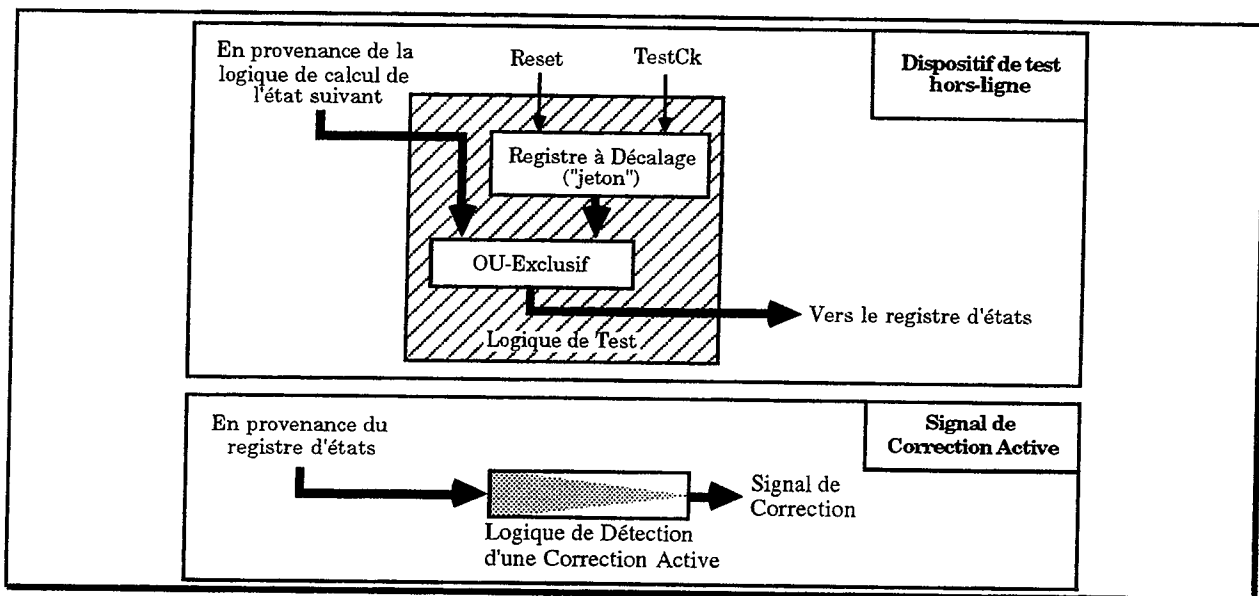 En provenance de la
logique de calcul de
l'état suivant
Reset
TestCk
Dispositif de test
hors-ligne
Registre à Décalage
("jeton")
OU-Exclusif
Vers le registre d'états
Logique de Test
En provenance du
registre d'états
Signal de
Correction Active
Signal de
Correction
Logique de Détection
d'une Correction Active